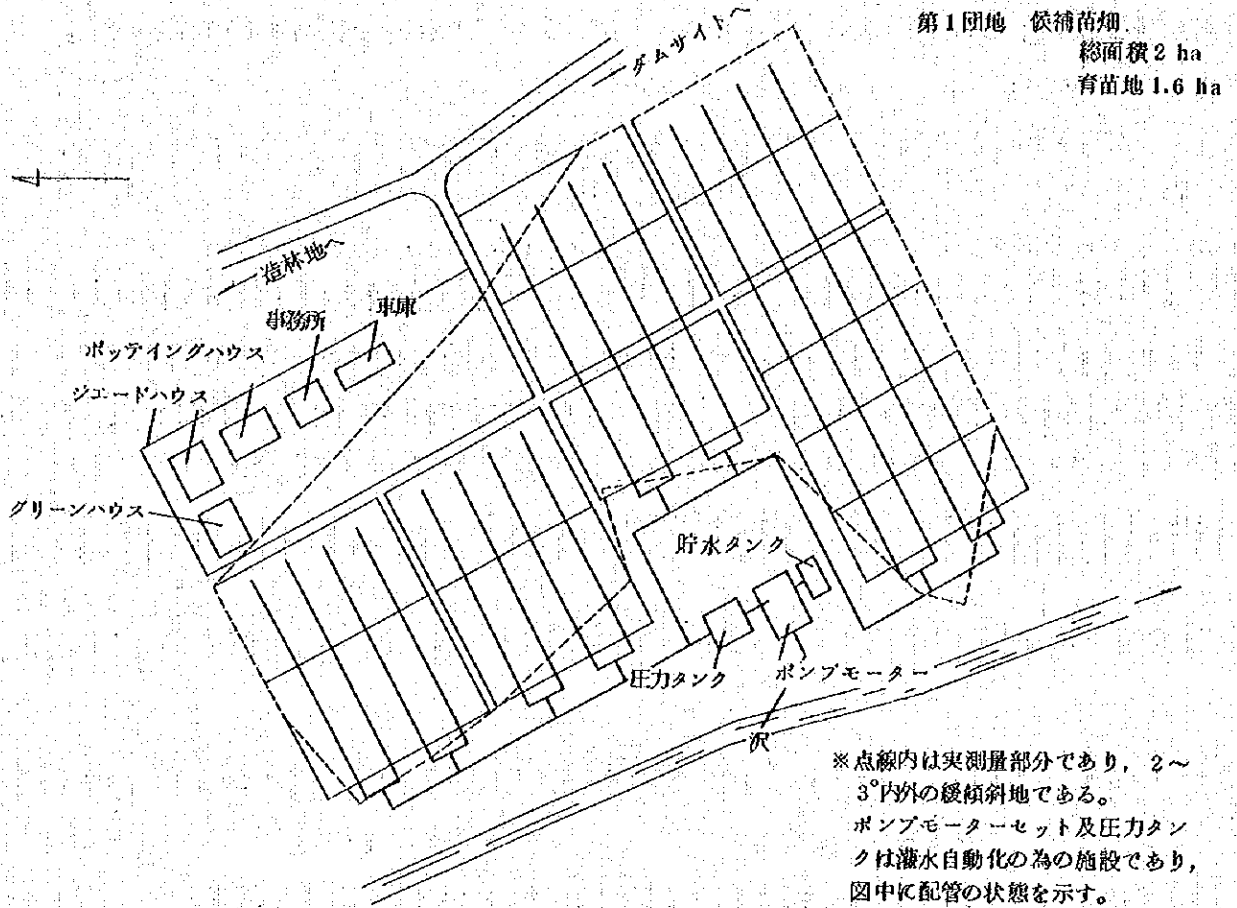 第1団地 候補苗畑
総面積2 ha
育苗地1.6 ha
ダムサイトへ
造林地へ
車庫
事務所
ポッテイングハウス
ジエードハウス
グリーンハウス
貯水タンク
圧力タンク
ポンプモーター
沢
※点線内は実測量部分であり，2～
3°内外の緩傾斜地である。
ポンプモーターセット及圧力タン
クは灌水自動化の為の施設であり，
図中に配管の状態を示す。